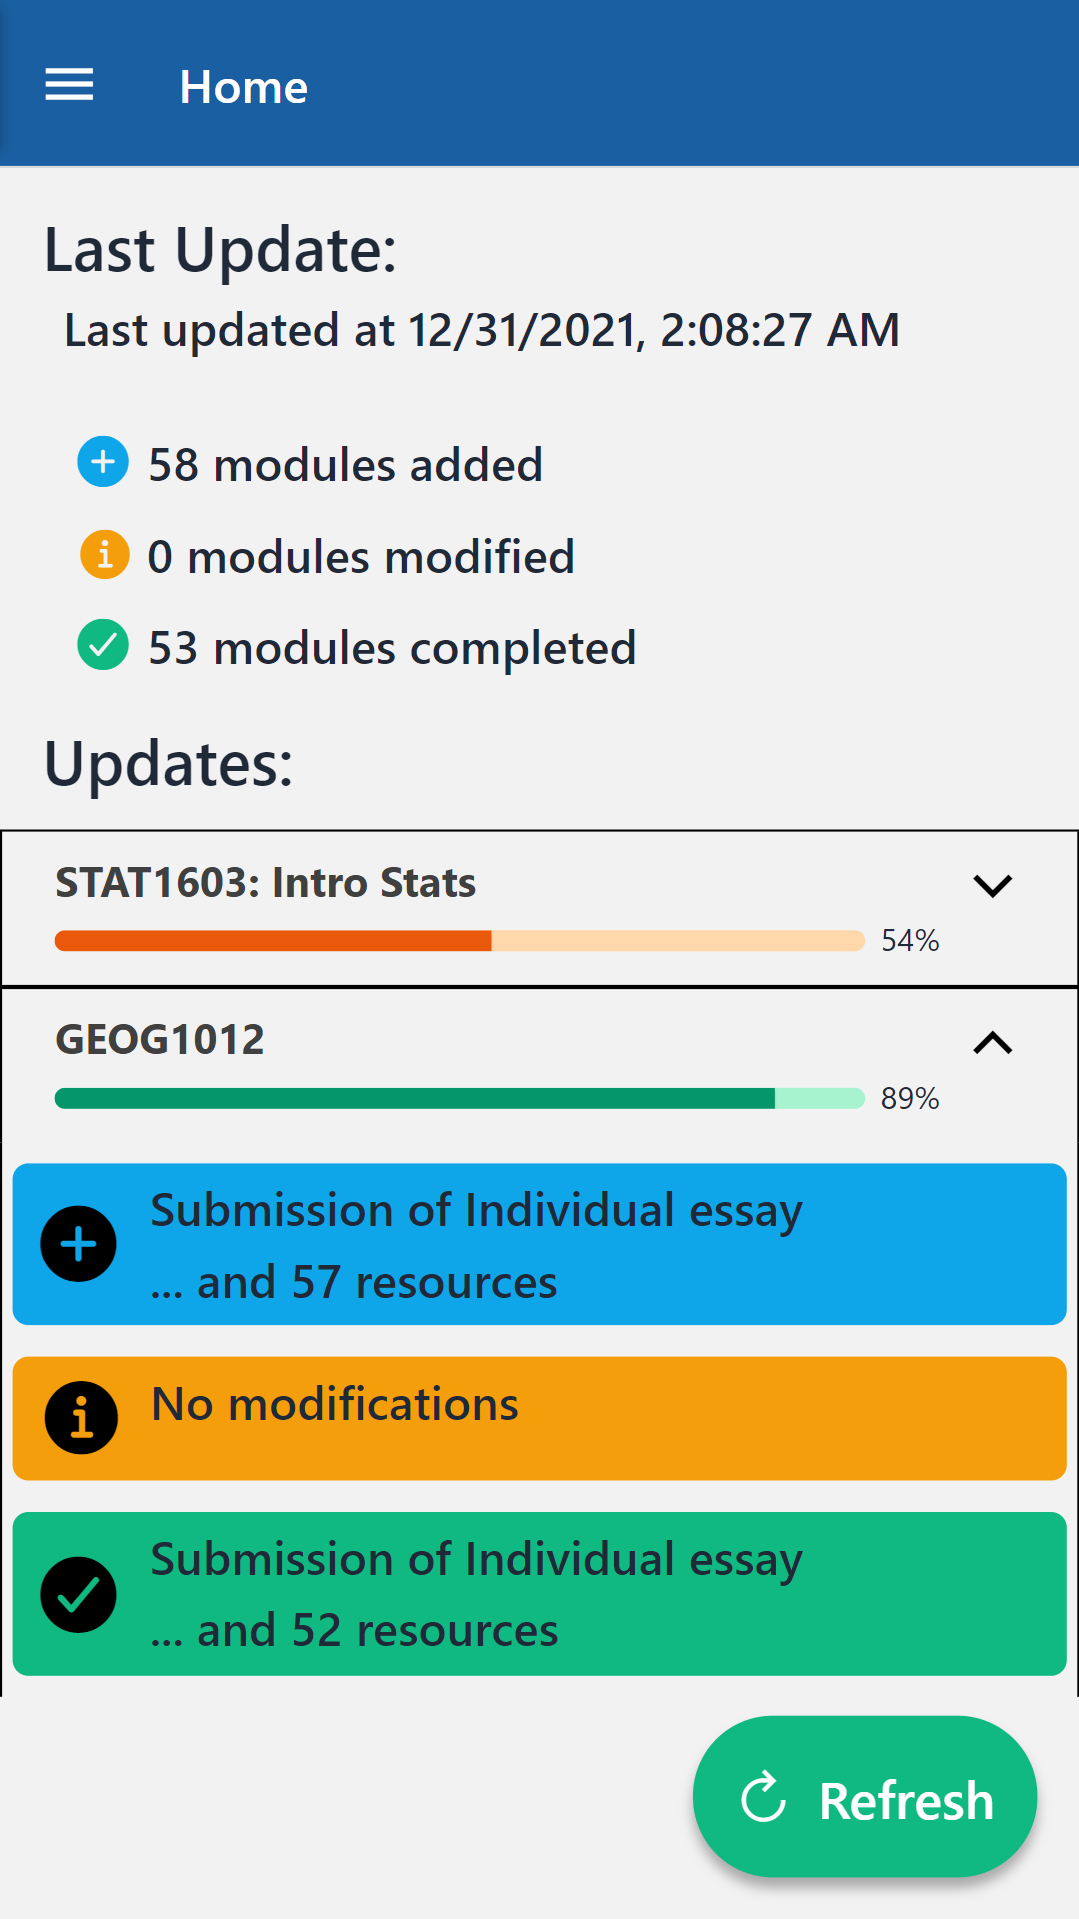 Home
Last Update:
Last updated at 12/31/2021, 2:08:27 AM
58 modules added
0 modules modified
53 modules completed
Updates:
STAT1603: Intro Stats
54%
GEOG1012
89%
Submission of Individual essay
... and 57 resources
No modifications
Submission of Individual essay
... and 52 resources
Refresh